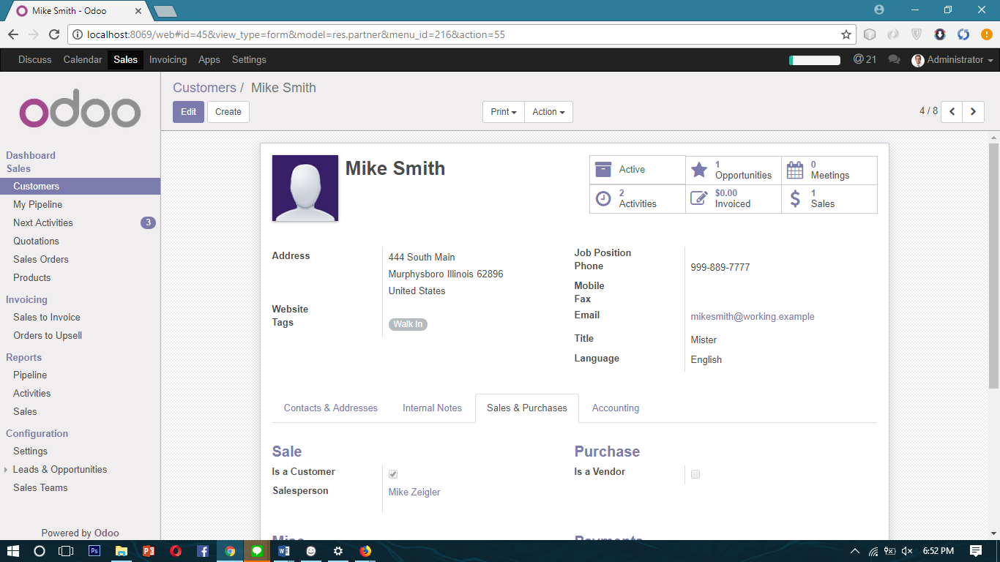 Mike Smith - Odoo
localhost:8069/web#id=45&view_type=form&model=res.partner&menu_id=216&action=55
Discuss Calendar Sales Invoicing Apps Settings @ 21 Administrator
odoo
Customers / Mike Smith
Edit Create Print Action 4 / 8
Dashboard
Sales
Customers
My Pipeline
Next Activities 3
Quotations
Sales Orders
Products
Invoicing
Sales to Invoice
Orders to Upsell
Reports
Pipeline
Activities
Sales
Configuration
Settings
Leads & Opportunities
Sales Teams
Powered by Odoo
Mike Smith
Active
1
Opportunities
0
Meetings
2
Activities
$0.00
Invoiced
$
1
Sales
Address
444 South Main
Murphysboro Illinois 62896
United States
Website
Tags
Walk In
Job Position
Phone 999-889-7777
Mobile
Fax
Email mikesmith@working.example
Title Mister
Language English
Contacts & Addresses Internal Notes Sales & Purchases Accounting
Sale
Is a Customer
Salesperson Mike Zeigler
Purchase
Is a Vendor
Misc
Payments
Ps
6:52 PM